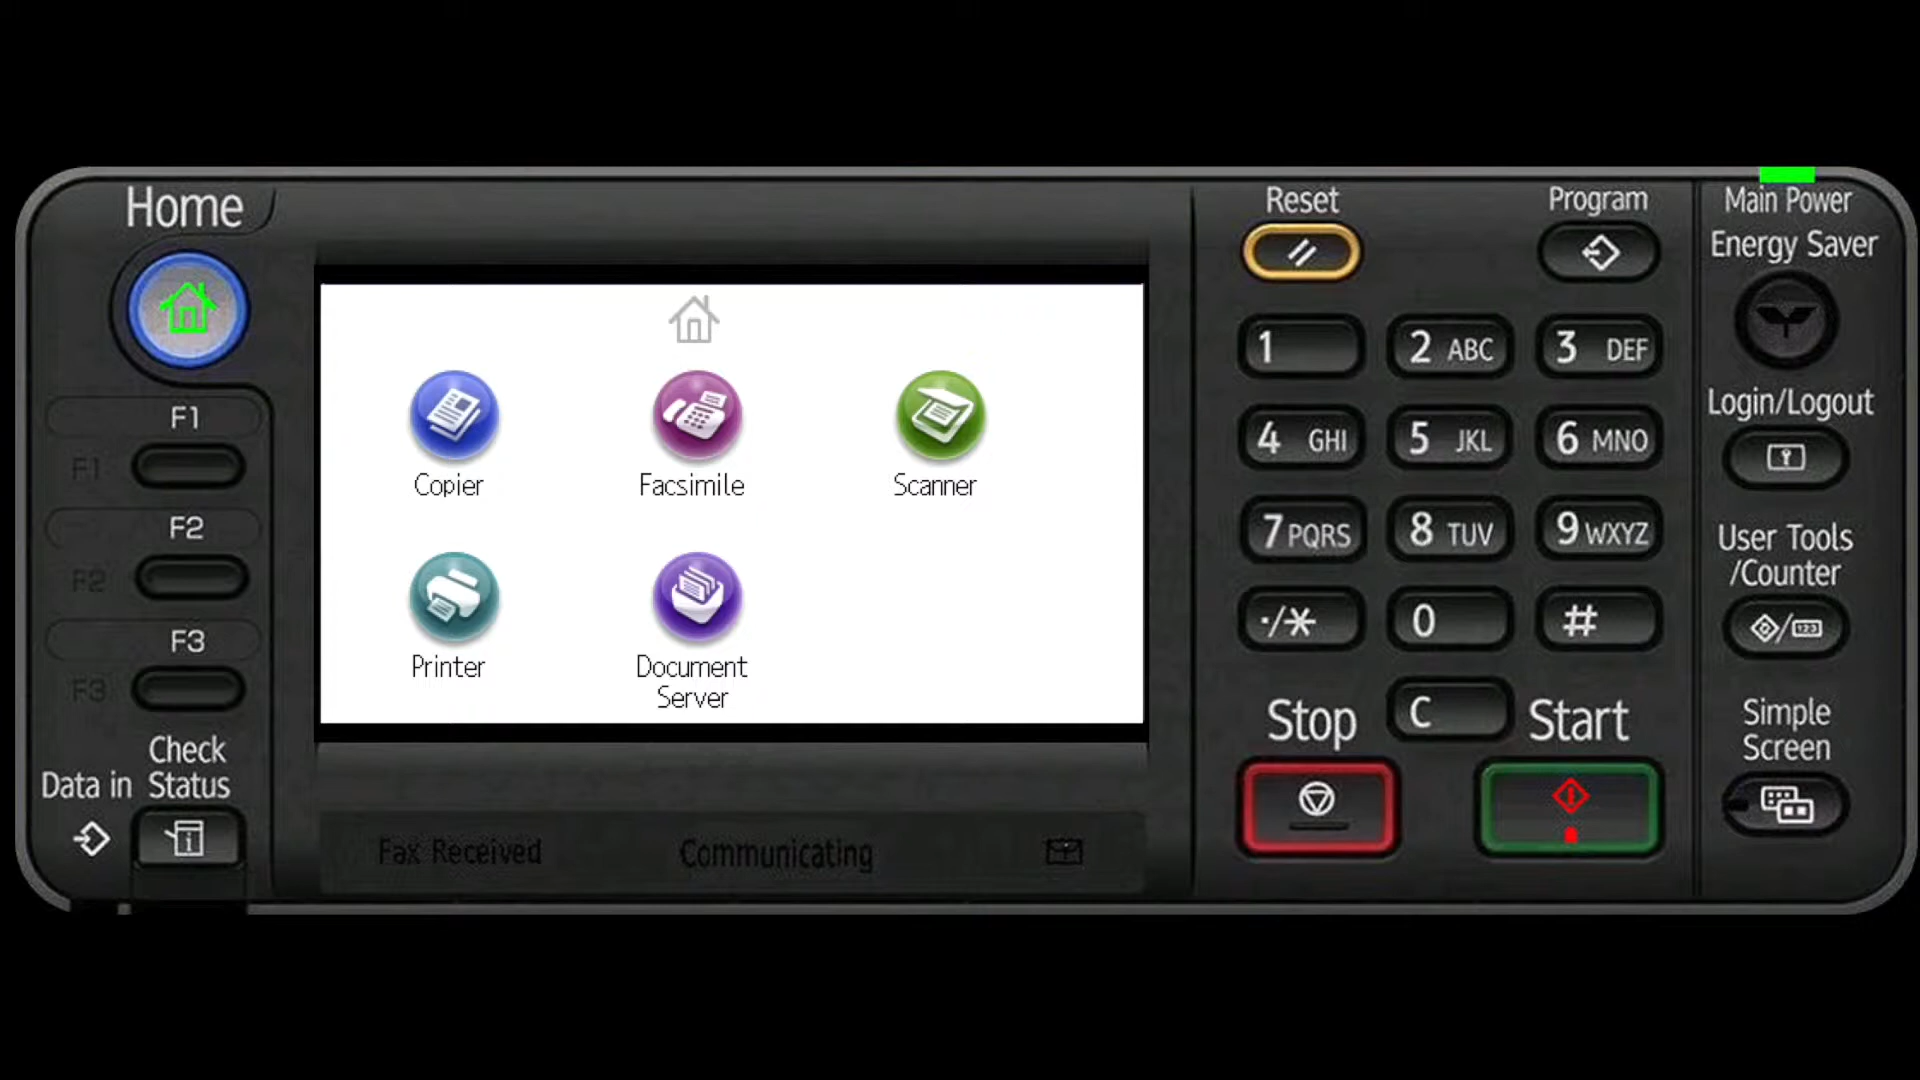 Home
F1
F1
F2
F2
F3
F3
Check
Data in Status
Copier
Facsimile
Scanner
Printer
Document
Server
Fax Received
Communicating
Reset
Program
1
2 ABC
3 DEF
4 GHI
5 JKL
6 MNO
7 PQRS
8 TUV
9 WXYZ
·/*
0
#
C
Stop
Start
Main Power
Energy Saver
Login/Logout
User Tools
/Counter
123
Simple
Screen